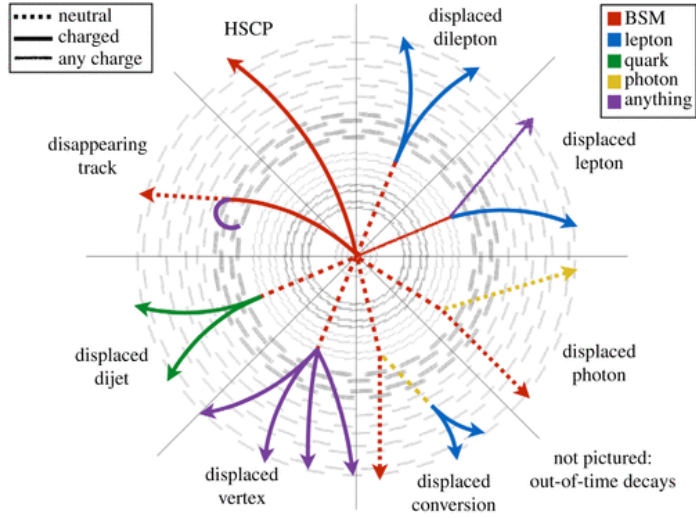 neutral
charged
any charge
HSCP
displaced
dilepton
BSM
lepton
quark
photon
anything
disappearing
track
displaced
lepton
displaced
dijet
displaced
photon
displaced
vertex
displaced
conversion
not pictured:
out-of-time decays